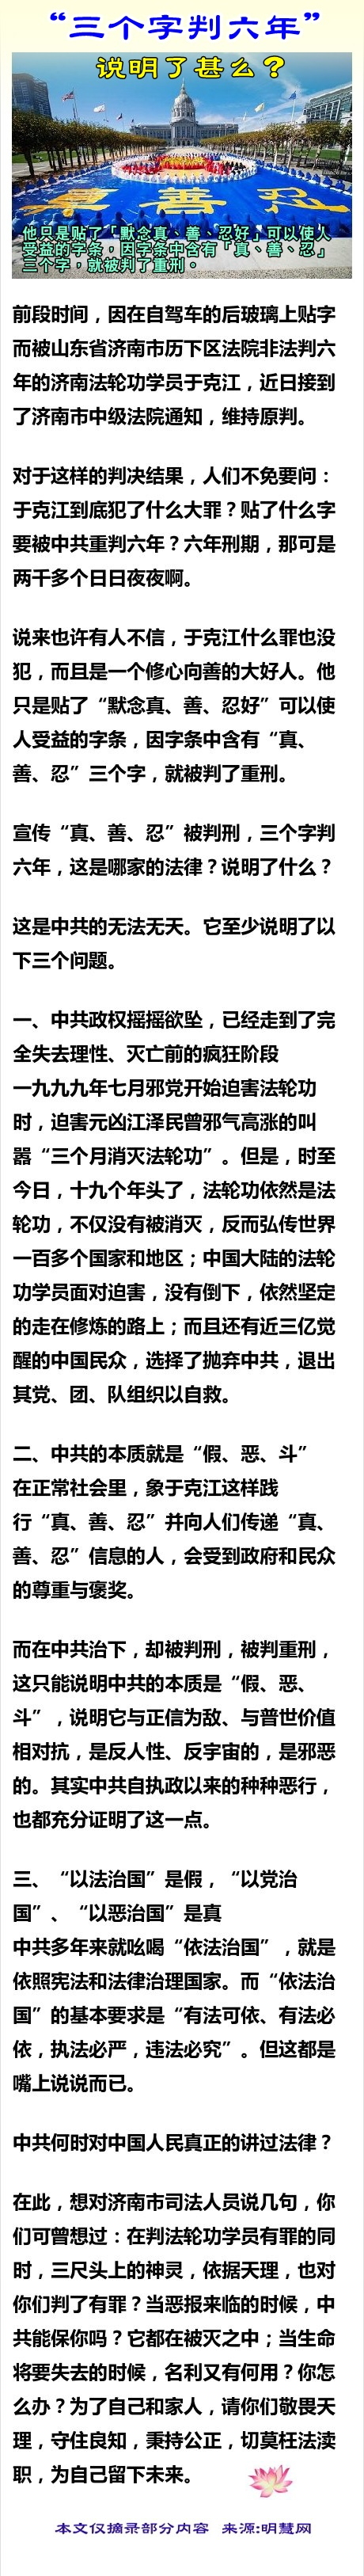 “三个字判六年”
说明了甚么？
真善忍
他只是贴了「默念真、善、忍好」可以使人
受益的字条，因字条中含有「真、善、忍」
三个字，就被判了重刑。
前段时间，因在自驾车的后玻璃上贴字
而被山东省济南市历下区法院非法判六
年的济南法轮功学员于克江，近日接到
了济南市中级法院通知，维持原判。
对于这样的判决结果，人们不免要问：
于克江到底犯了什么大罪？贴了什么字
要被中共重判六年？六年刑期，那可是
两千多个日日夜夜啊。
说来也许有人不信，于克江什么罪也没
犯，而且是一个修心向善的大好人。他
只是贴了“默念真、善、忍好”可以使
人受益的字条，因字条中含有“真、
善、忍”三个字，就被判了重刑。
宣传“真、善、忍”被判刑，三个字判
六年，这是哪家的法律？说明了什么？
这是中共的无法无天。它至少说明了以
下三个问题。
一、中共政权摇摇欲坠，已经走到了完
全失去理性、灭亡前的疯狂阶段
一九九九年七月邪党开始迫害法轮功
时，迫害元凶江泽民曾邪气高涨的叫
嚣“三个月消灭法轮功”。但是，时至
今日，十九个年头了，法轮功依然是法
轮功，不仅没有被消灭，反而弘传世界
一百多个国家和地区；中国大陆的法轮
功学员面对迫害，没有倒下，依然坚定
的走在修炼的路上；而且还有近三亿觉
醒的中国民众，选择了抛弃中共，退出
其党、团、队组织以自救。
二、中共的本质就是“假、恶、斗”
在正常社会里，象于克江这样践
行“真、善、忍”并向人们传递“真、
善、忍”信息的人，会受到政府和民众
的尊重与褒奖。
而在中共治下，却被判刑，被判重刑，
这只能说明中共的本质是“假、恶、
斗”，说明它与正信为敌、与普世价值
相对抗，是反人性、反宇宙的，是邪恶
的。其实中共自执政以来的种种恶行，
也都充分证明了这一点。
三、“以法治国”是假，“以党治
国”、“以恶治国”是真
中共多年来就吆喝“依法治国”，就是
依照宪法和法律治理国家。而“依法治
国”的基本要求是“有法可依、有法必
依，执法必严，违法必究”。但这都是
嘴上说说而已。
中共何时对中国人民真正的讲过法律？
在此，想对济南市司法人员说几句，你
们可曾想过：在判法轮功学员有罪的同
时，三尺头上的神灵，依据天理，也对
你们判了有罪？当恶报来临的时候，中
共能保你吗？它都在被灭之中；当生命
将要失去的时候，名利又有何用？你怎
么办？为了自己和家人，请你们敬畏天
理，守住良知，秉持公正，切莫枉法渎
职，为自己留下未来。
本文仅摘录部分内容 来源:明慧网